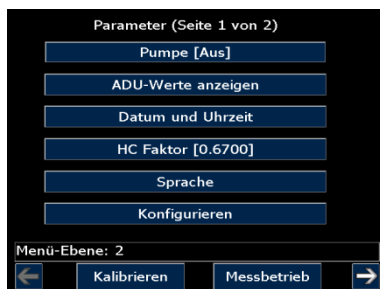 Parameter (Seite 1 von 2)
Pumpe [Aus]
ADU-Werte anzeigen
Datum und Uhrzeit
HC Faktor [0.6700]
Sprache
Konfigurieren
Menü-Ebene: 2
Kalibrieren Messbetrieb